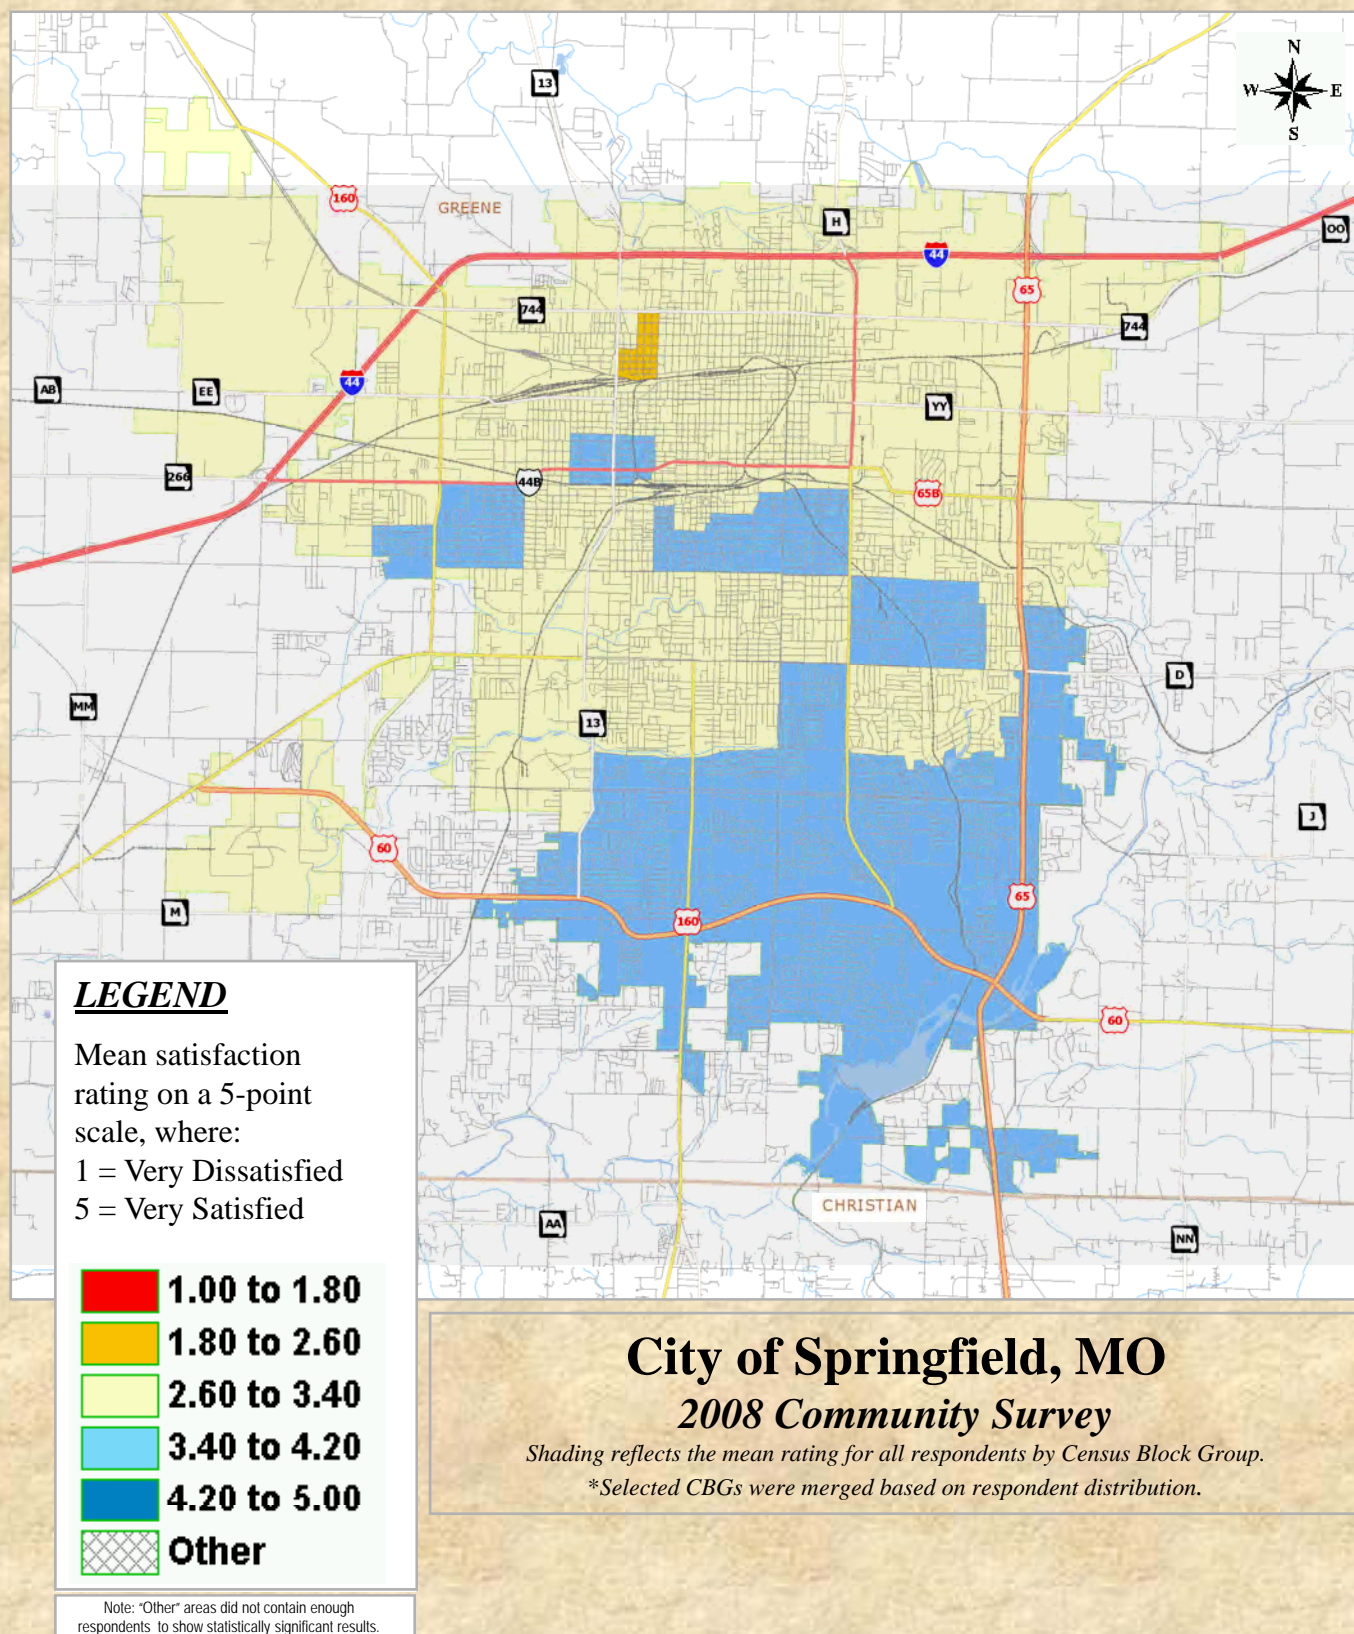 N
W E
S
13
160
GREENE
H
OO
44
65
744
744
44
AB
EE
YY
266
44B
65B
D
MM
13
J
60
65
M
160
60
CHRISTIAN
AA
NN
LEGEND
Mean satisfaction
rating on a 5-point
scale, where:
1 = Very Dissatisfied
5 = Very Satisfied
1.00 to 1.80
1.80 to 2.60
2.60 to 3.40
3.40 to 4.20
4.20 to 5.00
Other
Note: “Other” areas did not contain enough
respondents to show statistically significant results.
City of Springfield, MO
2008 Community Survey
Shading reflects the mean rating for all respondents by Census Block Group.
*Selected CBGs were merged based on respondent distribution.